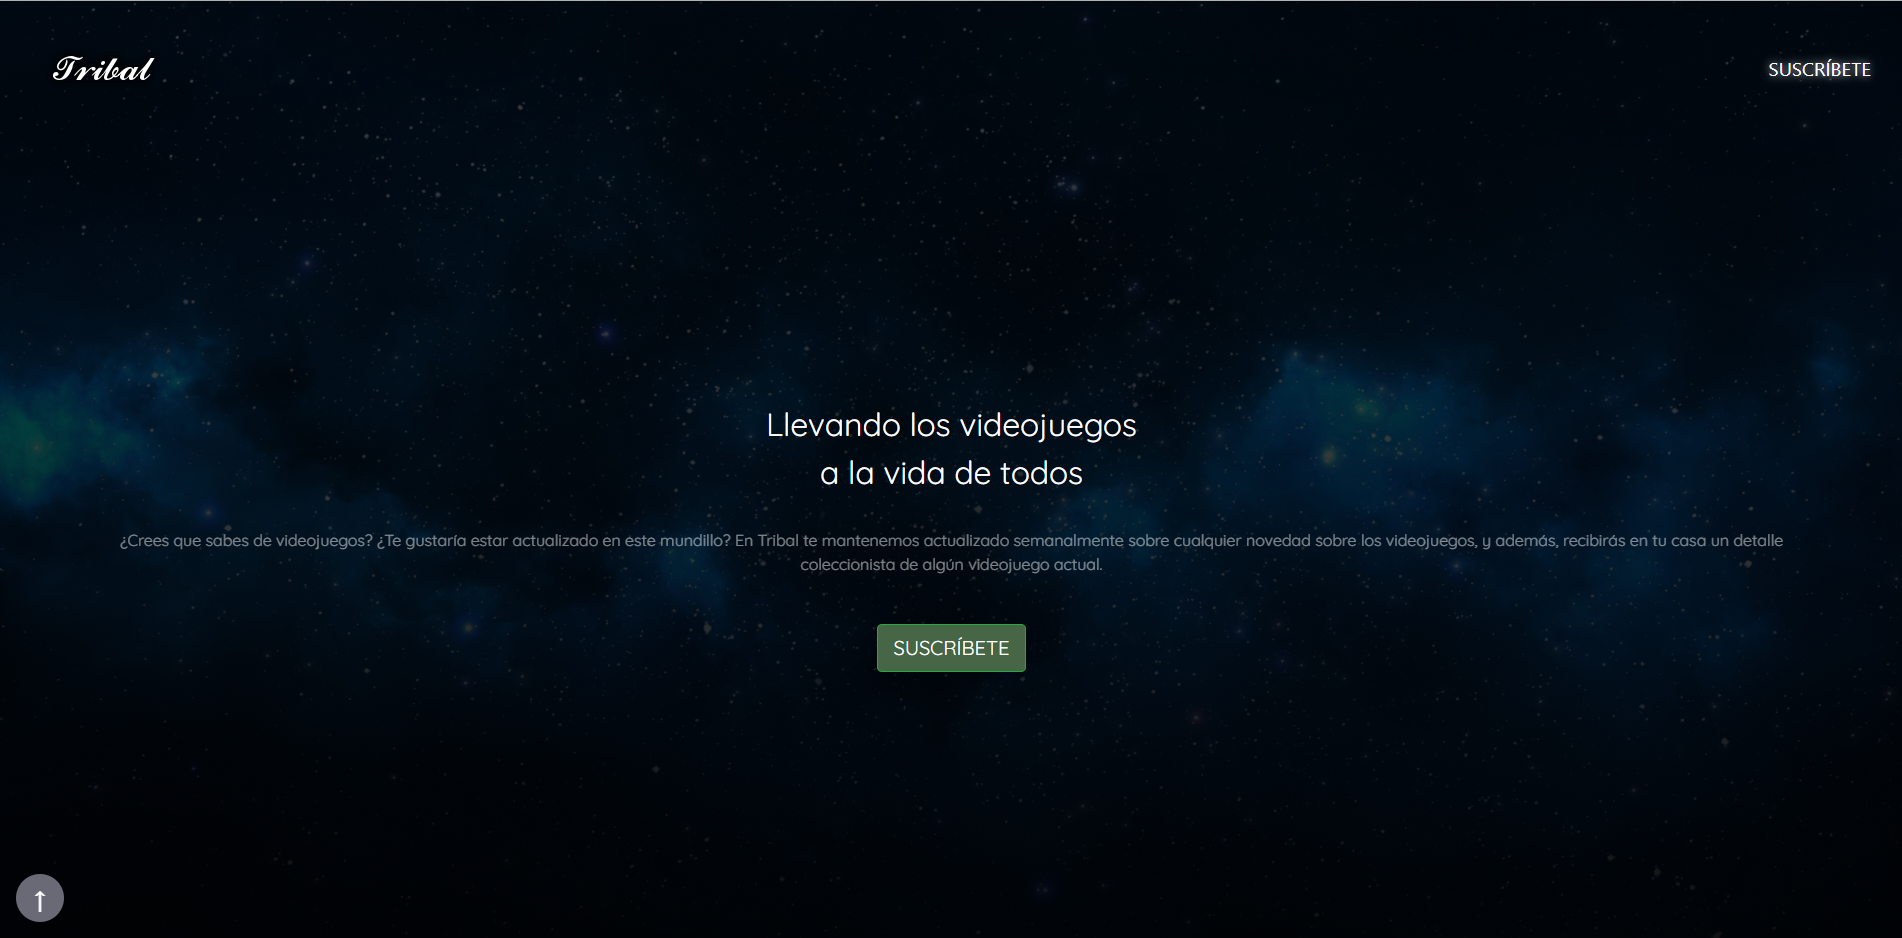 Tribal
SUSCRÍBETE
Llevando los videojuegos
a la vida de todos
¿Crees que sabes de videojuegos? ¿Te gustaría estar actualizado en este mundillo? En Tribal te mantenemos actualizado semanalmente sobre cualquier novedad sobre los videojuegos, y además, recibirás en tu casa un detalle
coleccionista de algún videojuego actual.
SUSCRÍBETE